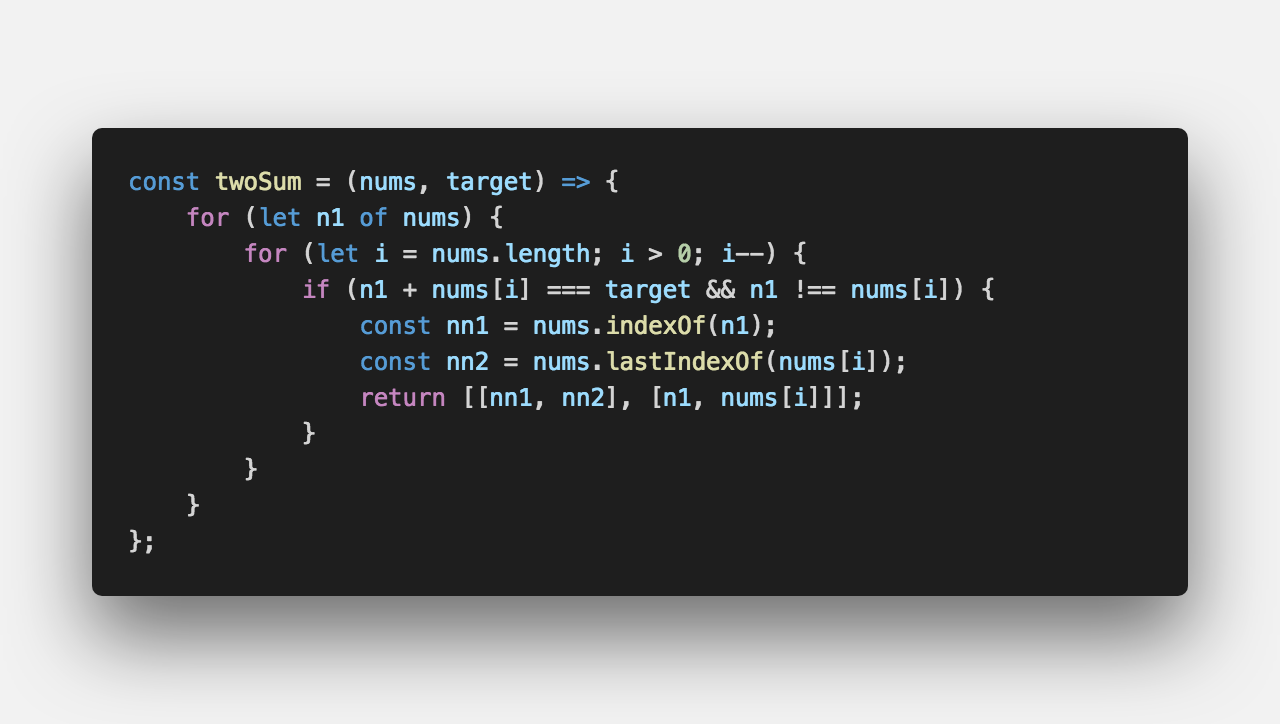 const twoSum = (nums, target) => {
    for (let n1 of nums) {
        for (let i = nums.length; i > 0; i--) {
            if (n1 + nums[i] === target && n1 !== nums[i]) {
                const nn1 = nums.indexOf(n1);
                const nn2 = nums.lastIndexOf(nums[i]);
                return [[nn1, nn2], [n1, nums[i]]];
            }
        }
    }
};